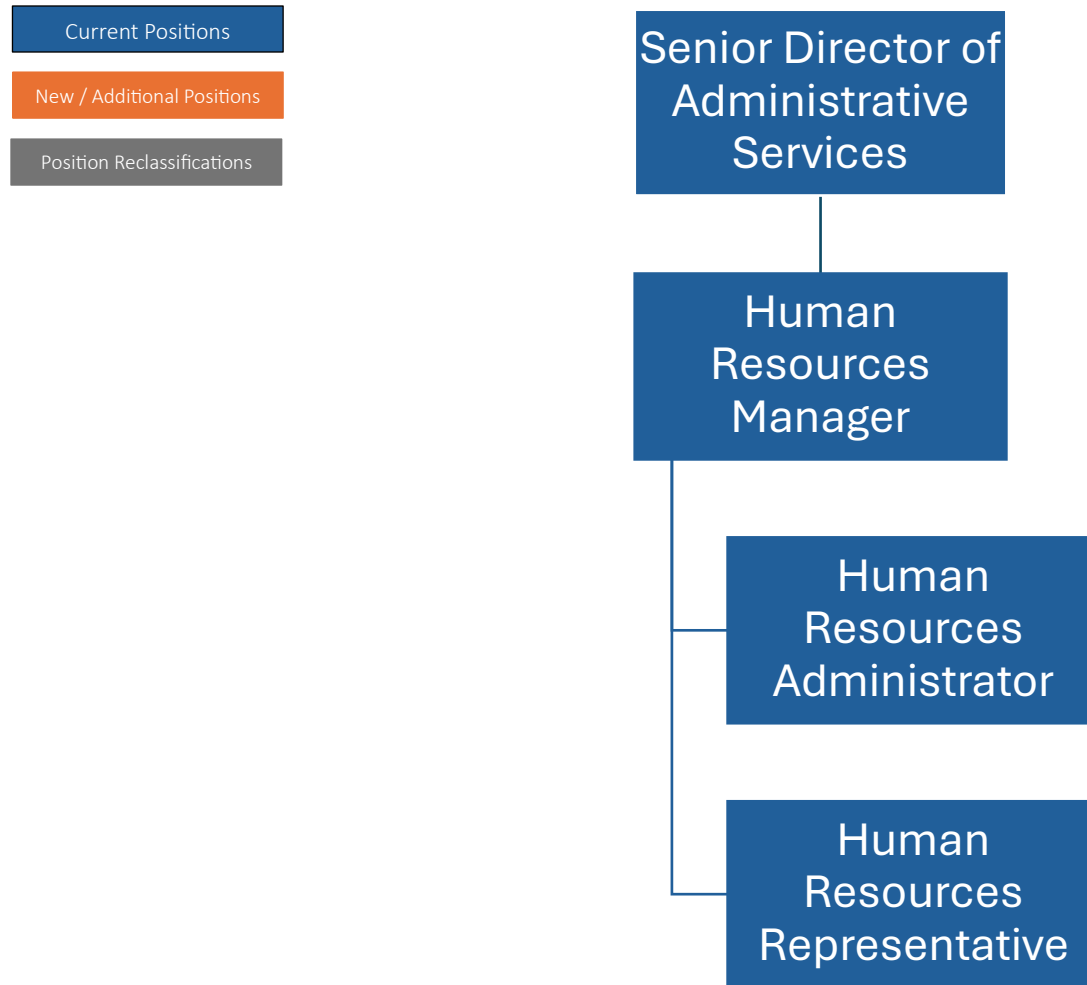 Current Positions
New / Additional Positions
Position Reclassifications
Senior Director of
Administrative
Services
Human
Resources
Manager
Human
Resources
Administrator
Human
Resources
Representative